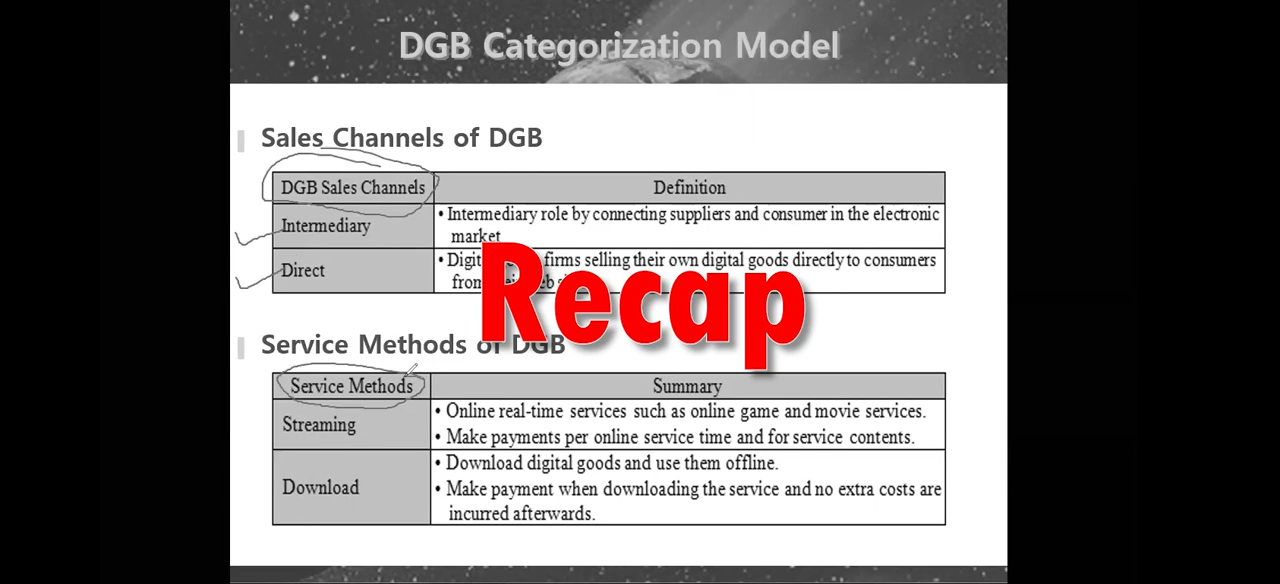 DGB Categorization Model
Sales Channels of DGB
DGB Sales Channels
Definition
Intermediary
• Intermediary role by connecting suppliers and consumer in the electronic
market
Direct
• firms selling their own digital goods directly to consumers
from
Recap
Service Methods of DGB
Service Methods
Summary
Streaming
• Online real-time services such as online game and movie services.
• Make payments per online service time and for service contents.
Download
• Download digital goods and use them offline.
• Make payment when downloading the service and no extra costs are
incurred afterwards.